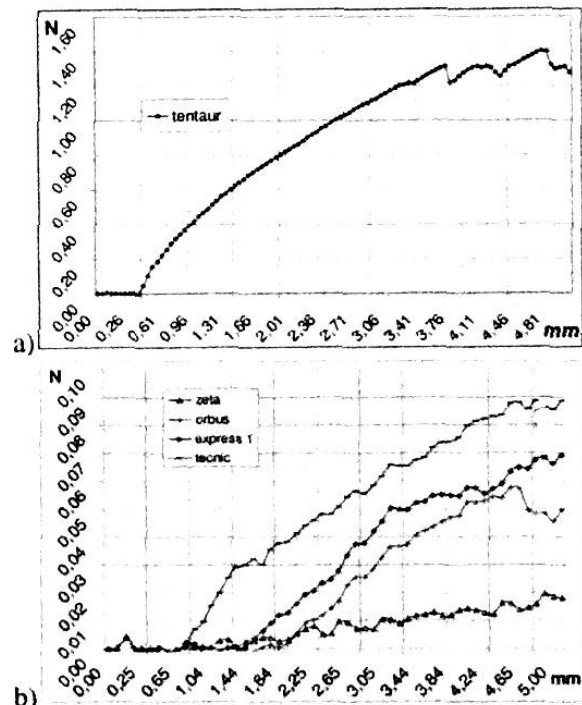 N
1,60
1,40
1,20
1,00
0,80
0,60
0,40
0,20
0,00
tentaur
0,00 0,26 0,61 0,96 1,31 1,66 2,01 2,36 2,71 3,06 3,41 3,76 4,11 4,46 4,81 mm
a)
N
0,10
0,09
0,08
0,07
0,06
0,05
0,04
0,03
0,02
0,01
0,00
zeta
orbus
express 1
tecnic
0,00 0,25 0,65 1,04 1,44 1,84 2,25 2,65 3,05 3,44 3,84 4,24 4,65 5,00 mm
b)